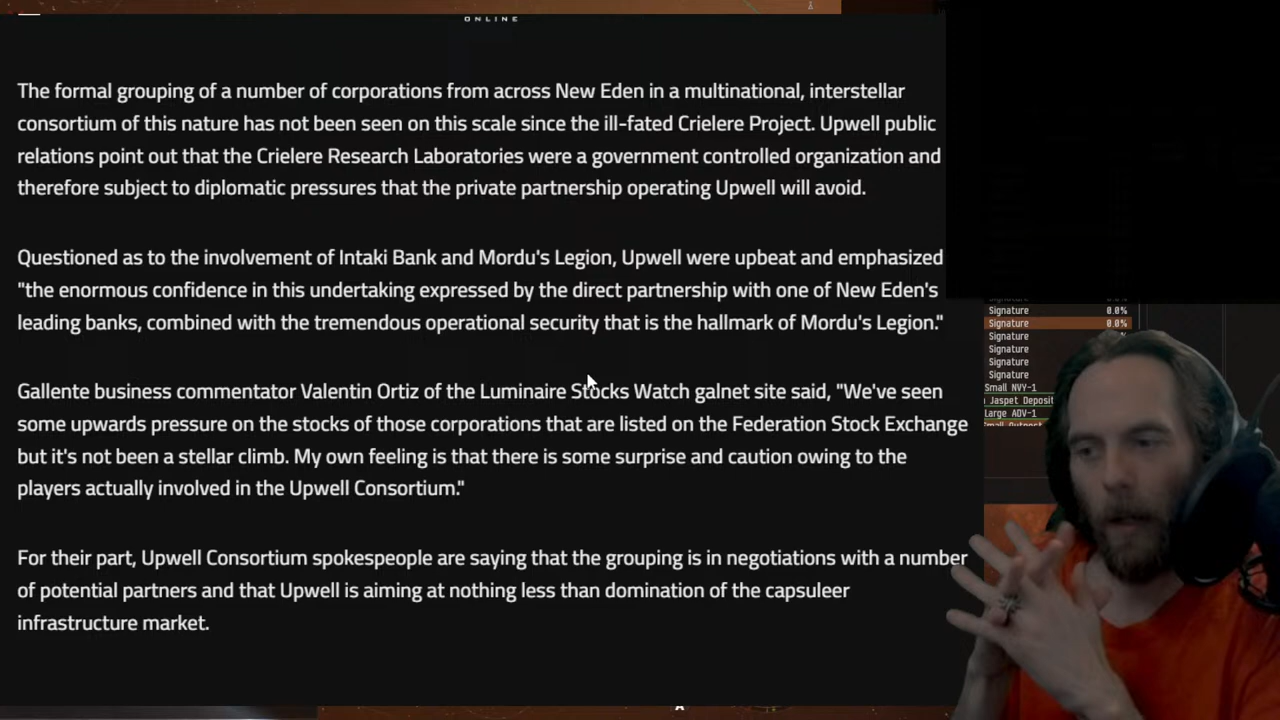 ONLINE
The formal grouping of a number of corporations from across New Eden in a multinational, interstellar
consortium of this nature has not been seen on this scale since the ill-fated Crielere Project. Upwell public
relations point out that the Crielere Research Laboratories were a government controlled organization and
therefore subject to diplomatic pressures that the private partnership operating Upwell will avoid.
Questioned as to the involvement of Intaki Bank and Mordu's Legion, Upwell were upbeat and emphasized
"the enormous confidence in this undertaking expressed by the direct partnership with one of New Eden's
leading banks, combined with the tremendous operational security that is the hallmark of Mordu's Legion."
Gallente business commentator Valentin Ortiz of the Luminaire Stocks Watch galnet site said, "We've seen
some upwards pressure on the stocks of those corporations that are listed on the Federation Stock Exchange
but it's not been a stellar climb. My own feeling is that there is some surprise and caution owing to the
players actually involved in the Upwell Consortium."
For their part, Upwell Consortium spokespeople are saying that the grouping is in negotiations with a number
of potential partners and that Upwell is aiming at nothing less than domination of the capsuleer
infrastructure market.
Signature 0.0%
Signature 0.0%
Signature 0.0%
Signature
Signature
Signature
Signature
Small NVY-1
Jaspet Deposit
Large ADV-1
Small Outpost